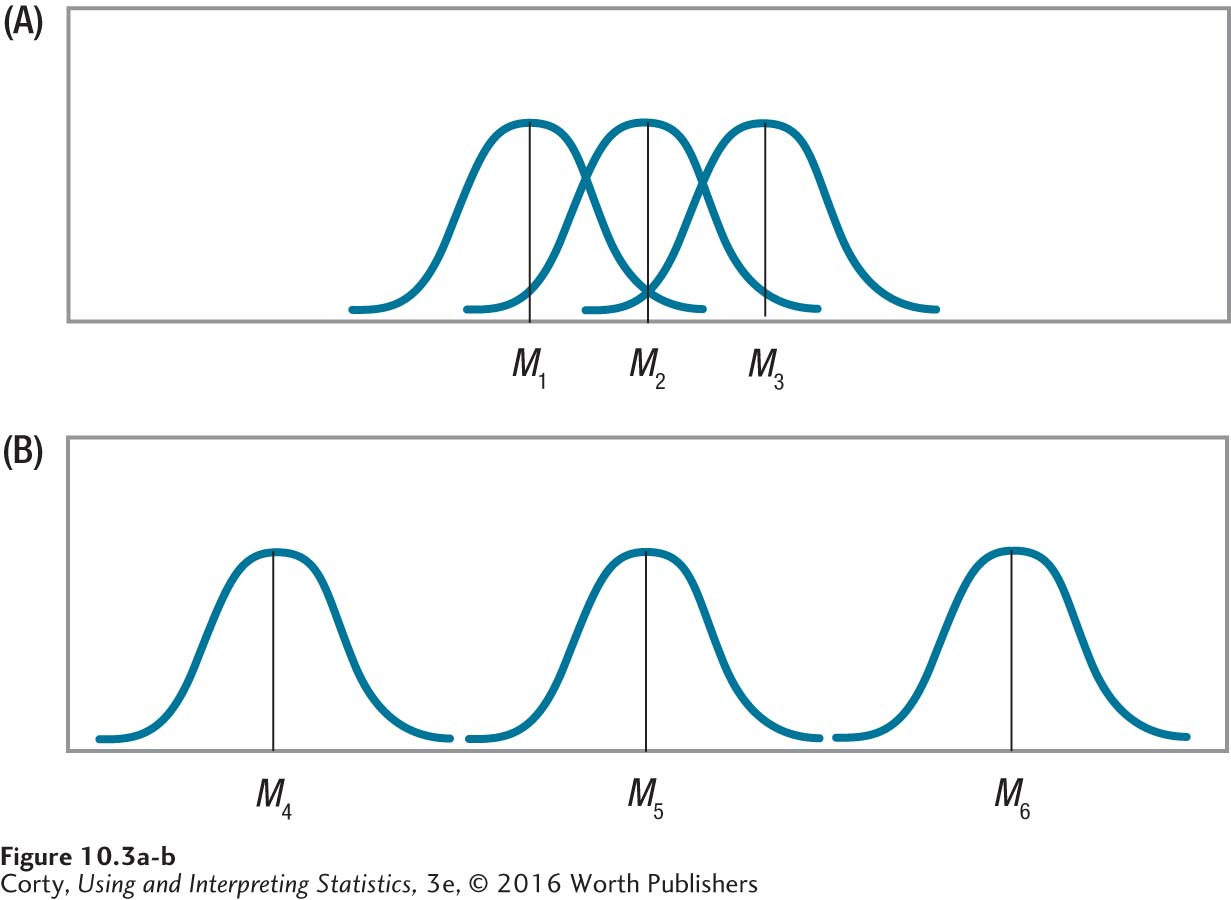 (A)
M1 M2 M3
(B)
M4 M5 M6
Figure 10.3a-b
Corty, Using and Interpreting Statistics, 3e, © 2016 Worth Publishers